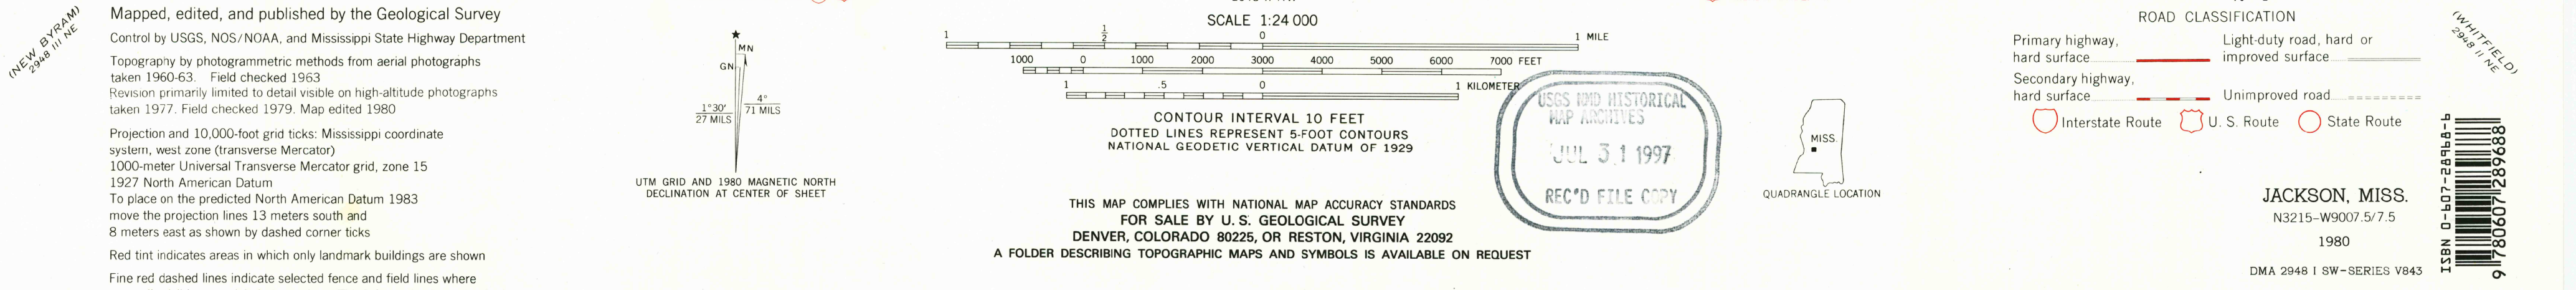 (NEW BYRAM)
2948 III NE
Mapped, edited, and published by the Geological Survey
Control by USGS, NOS/NOAA, and Mississippi State Highway Department
Topography by photogrammetric methods from aerial photographs
taken 1960-63. Field checked 1963
Revision primarily limited to detail visible on high-altitude photographs
taken 1977. Field checked 1979. Map edited 1980
Projection and 10,000-foot grid ticks: Mississippi coordinate
system, west zone (transverse Mercator)
1000-meter Universal Transverse Mercator grid, zone 15
1927 North American Datum
To place on the predicted North American Datum 1983
move the projection lines 13 meters south and
8 meters east as shown by dashed corner ticks
Red tint indicates areas in which only landmark buildings are shown
Fine red dashed lines indicate selected fence and field lines where
★
MN
GN
1°30′
27 MILS
4°
71 MILS
UTM GRID AND 1980 MAGNETIC NORTH
DECLINATION AT CENTER OF SHEET
SCALE 1:24 000
1 ½ 0 1 MILE
1000 0 1000 2000 3000 4000 5000 6000 7000 FEET
1 .5 0 1 KILOMETER
CONTOUR INTERVAL 10 FEET
DOTTED LINES REPRESENT 5-FOOT CONTOURS
NATIONAL GEODETIC VERTICAL DATUM OF 1929
THIS MAP COMPLIES WITH NATIONAL MAP ACCURACY STANDARDS
FOR SALE BY U. S. GEOLOGICAL SURVEY
DENVER, COLORADO 80225, OR RESTON, VIRGINIA 22092
A FOLDER DESCRIBING TOPOGRAPHIC MAPS AND SYMBOLS IS AVAILABLE ON REQUEST
USGS NMD HISTORICAL
MAP ARCHIVES
JUL 31 1997
REC'D FILE COPY
MISS.
QUADRANGLE LOCATION
ROAD CLASSIFICATION
Primary highway,
hard surface
Light-duty road, hard or
improved surface
Secondary highway,
hard surface
Unimproved road
Interstate Route
U. S. Route
State Route
(WHITFIELD)
2948 II NE
JACKSON, MISS.
N3215-W9007.5/7.5
1980
DMA 2948 I SW-SERIES V843
ISBN 0-607-28968-6
9 780607 289688